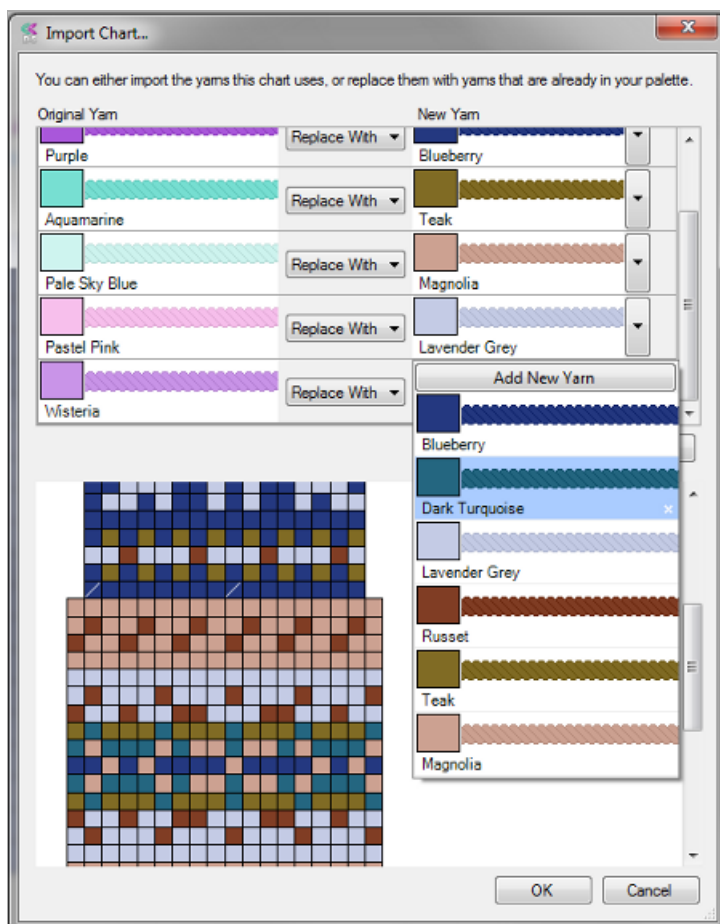 Import Chart...
You can either import the yarns this chart uses, or replace them with yarns that are already in your palette.
Original Yarn New Yarn
Purple Replace With Blueberry
Aquamarine Replace With Teak
Pale Sky Blue Replace With Magnolia
Pastel Pink Replace With Lavender Grey
Wisteria Replace With
Add New Yarn
Blueberry
Dark Turquoise
Lavender Grey
Russet
Teak
Magnolia
OK Cancel